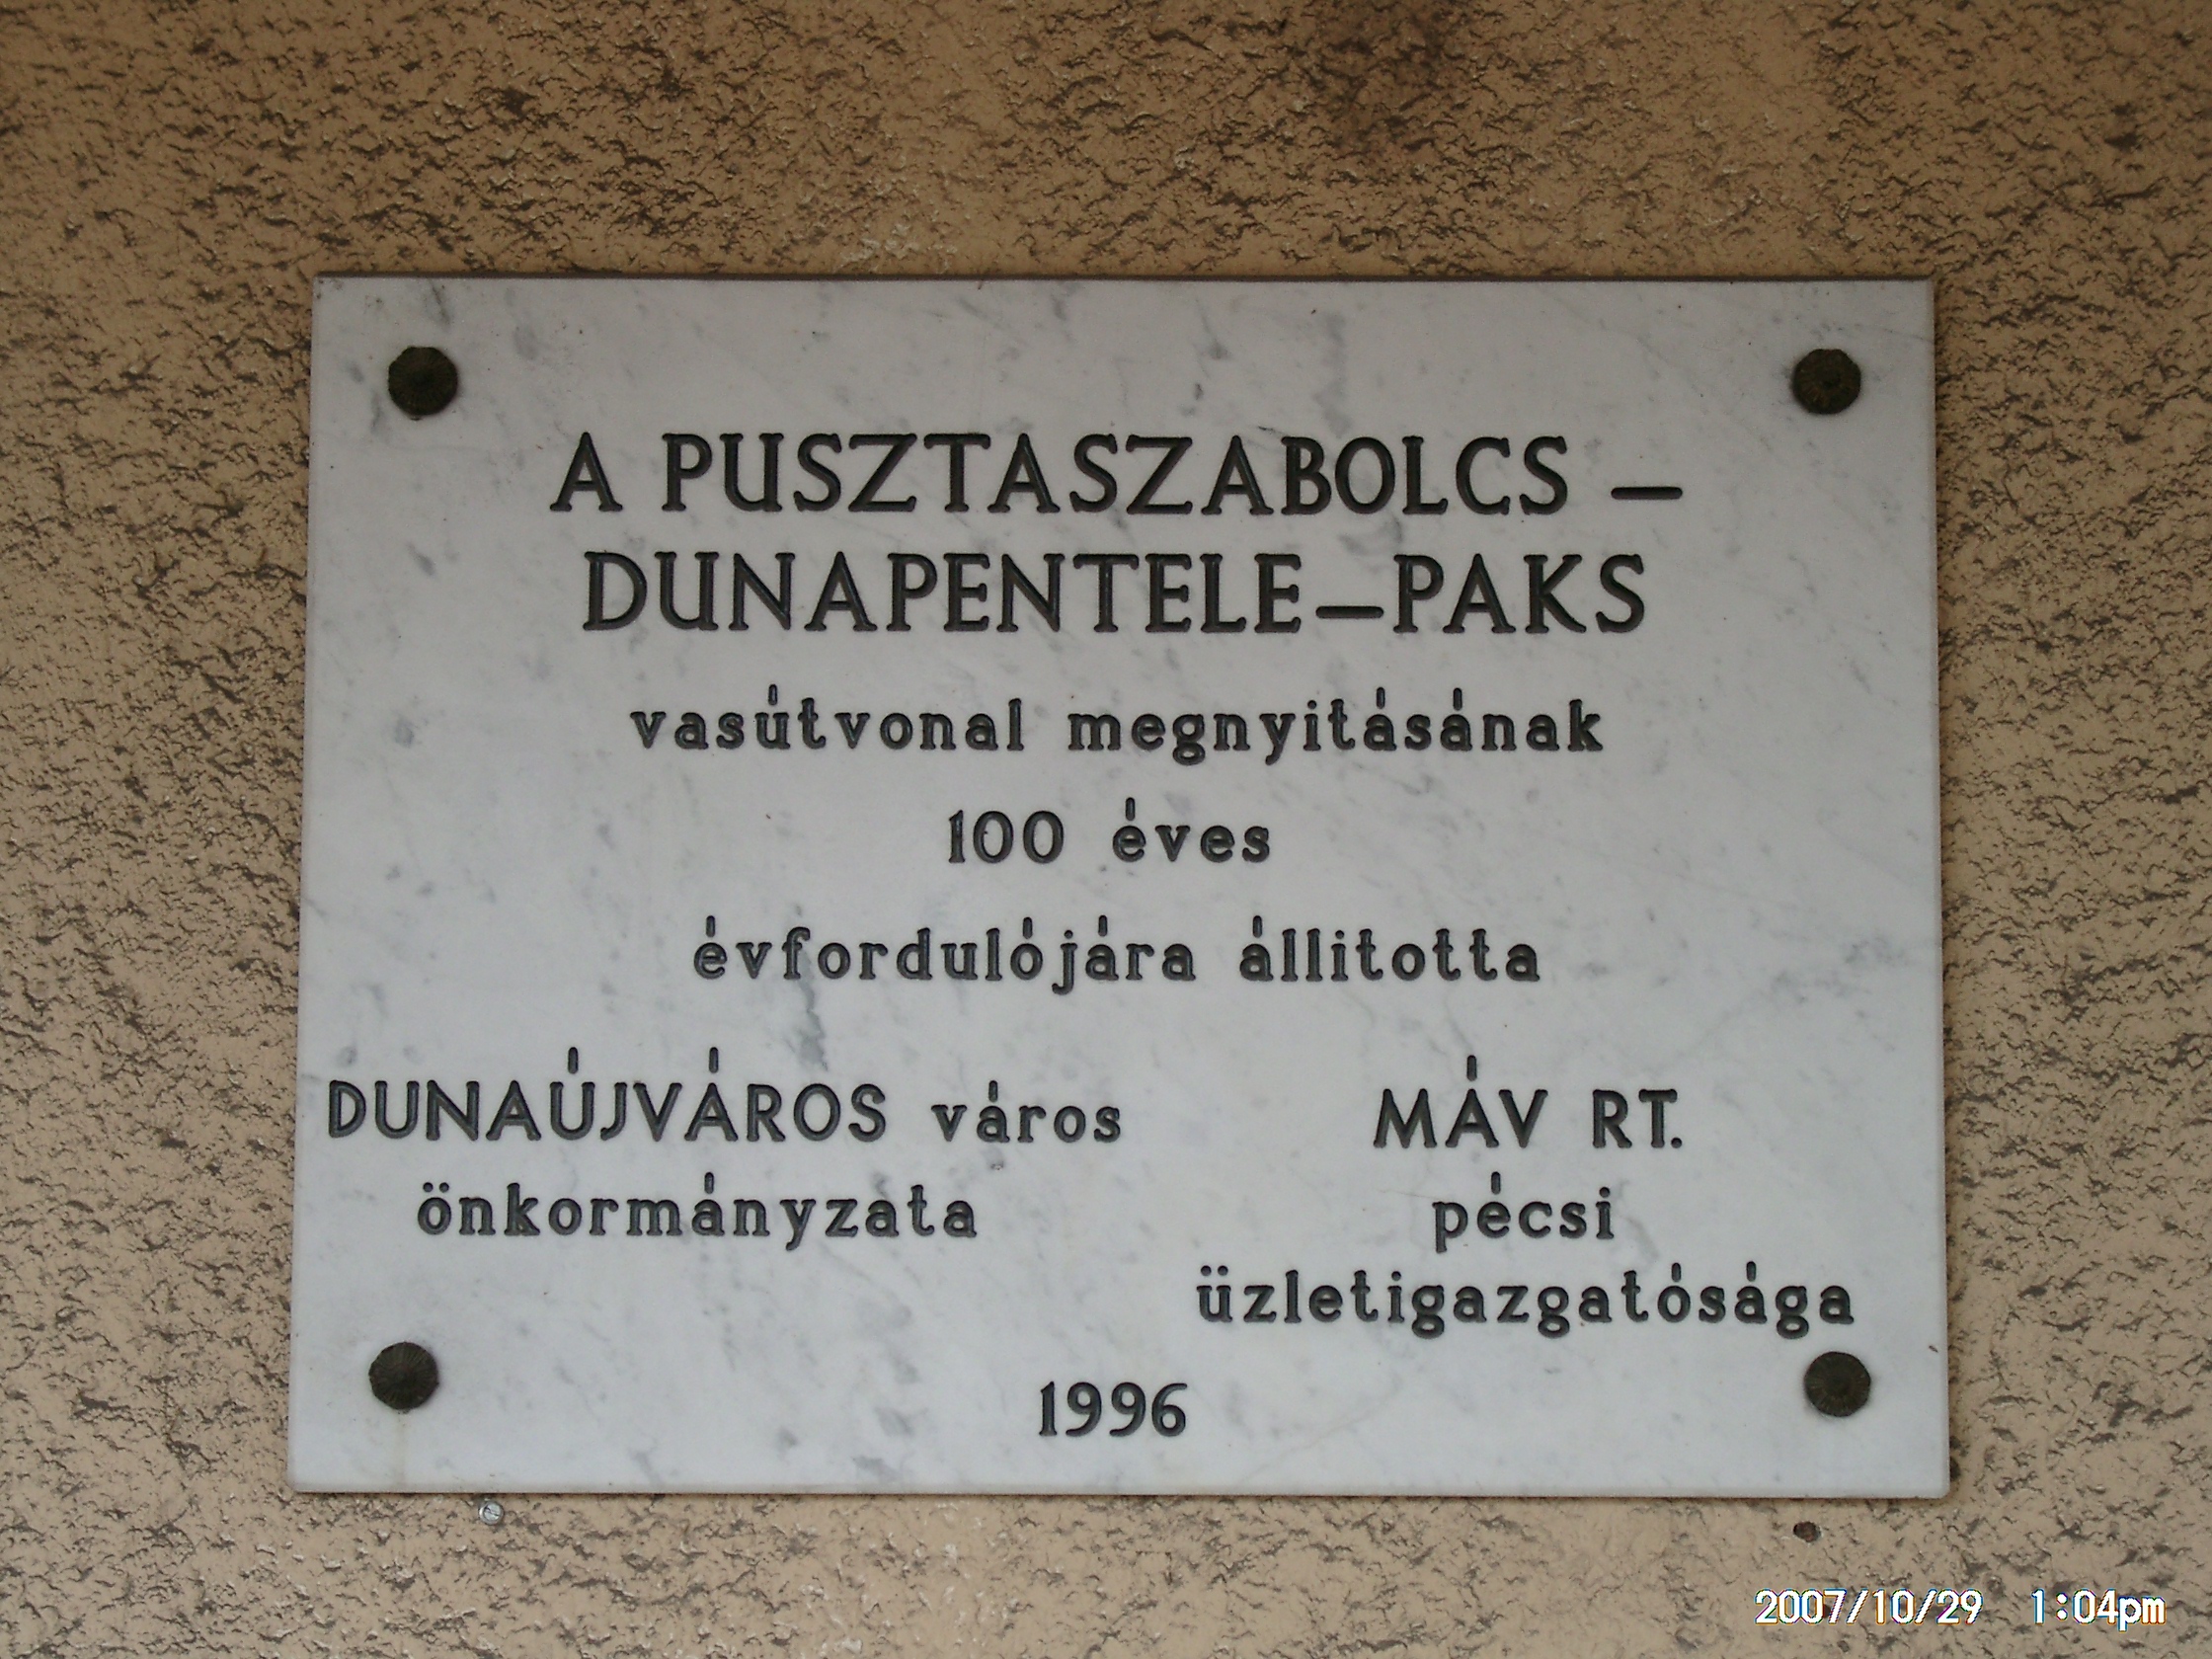 A PUSZTASZABOLCS –
DUNAPENTELE–PAKS
vasútvonal megnyitásának
100 éves
évfordulójára állitotta
DUNAÚJVÁROS város
önkormányzata
MÁV RT.
pécsi
üzletigazgatósága
1996
2007/10/29 1:04pm